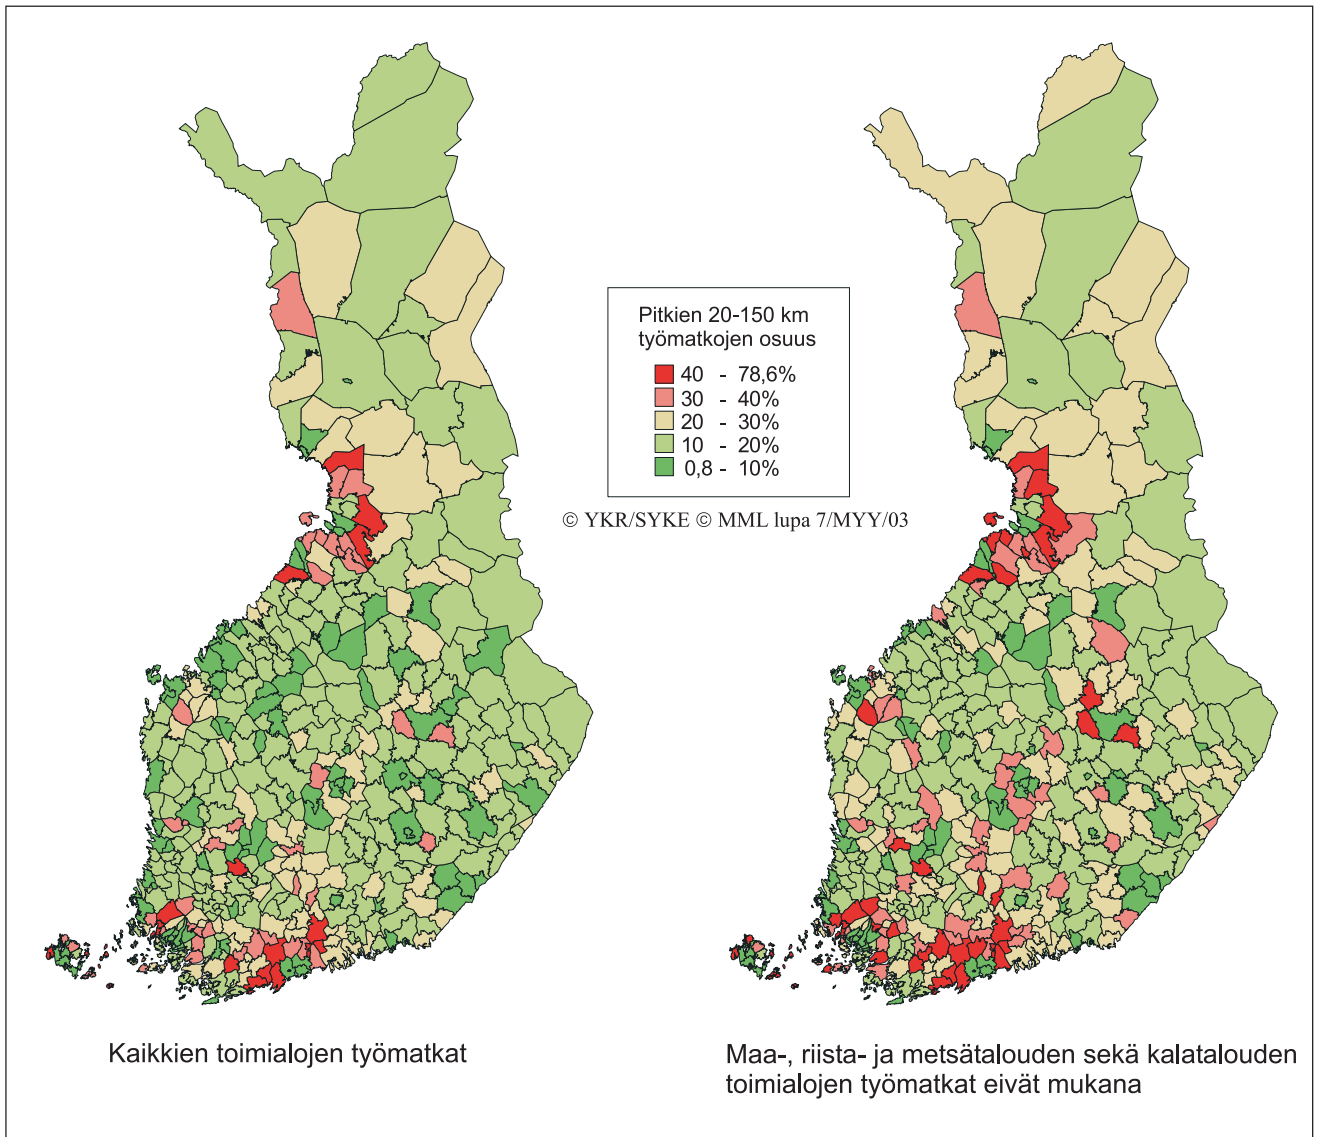 Pitkien 20-150 km
työmatkojen osuus
40 - 78,6%
30 - 40%
20 - 30%
10 - 20%
0,8 - 10%
© YKR/SYKE © MML lupa 7/MYY/03
Kaikkien toimialojen työmatkat
Maa-, riista- ja metsätalouden sekä kalatalouden
toimialojen työmatkat eivät mukana